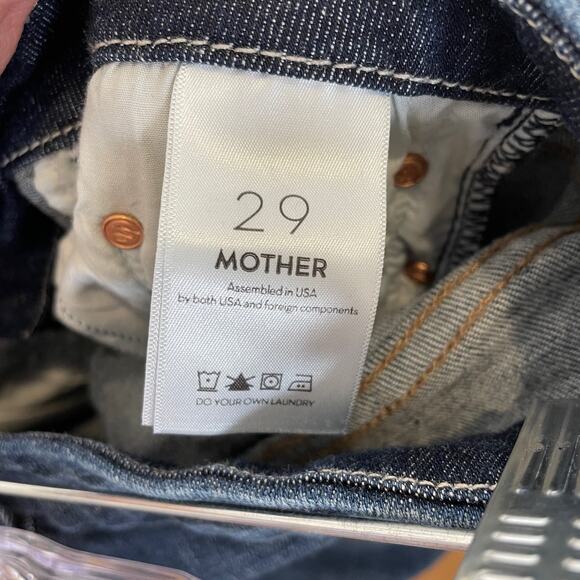 29
MOTHER
Assembled in USA
by both USA and foreign components
DO YOUR OWN LAUNDRY